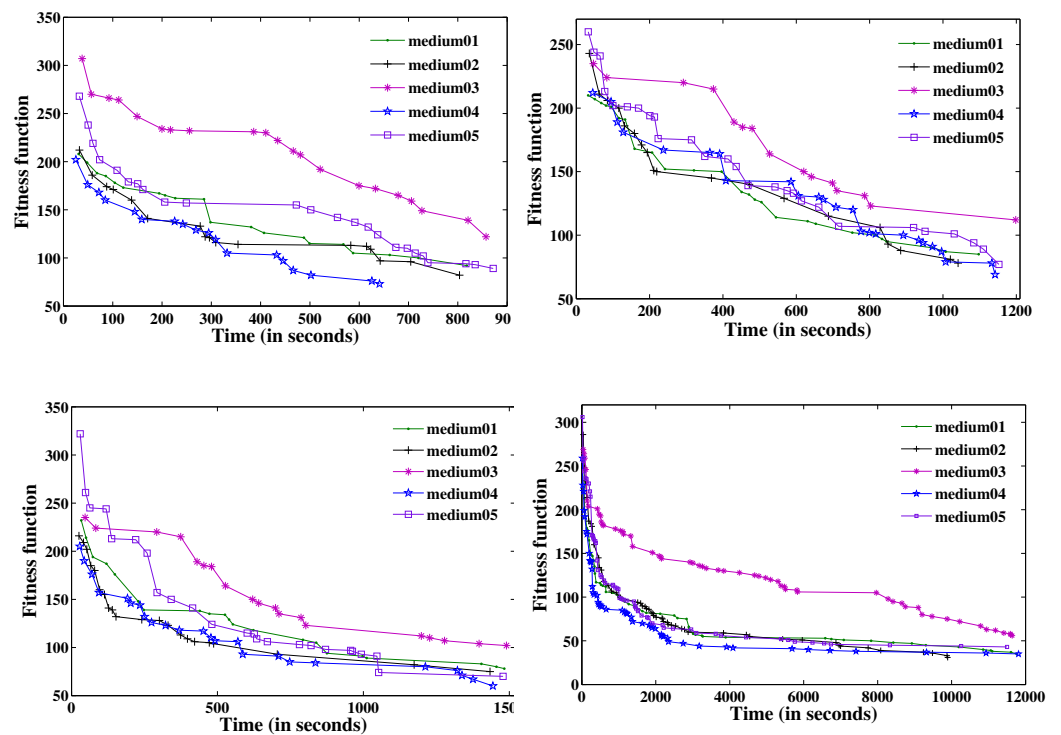 350
300
250
200
150
100
50
Fitness function
0
100
200
300
400
500
600
700
800
90
Time (in seconds)
medium01
medium02
medium03
medium04
medium05
250
200
150
100
50
Fitness function
0
200
400
600
800
1000
1200
Time (in seconds)
medium01
medium02
medium03
medium04
medium05
350
300
250
200
150
100
50
Fitness function
0
500
1000
150
Time (in seconds)
medium01
medium02
medium03
medium04
medium05
300
250
200
150
100
50
0
Fitness function
0
2000
4000
6000
8000
10000
12000
Time (in seconds)
medium01
medium02
medium03
medium04
medium05